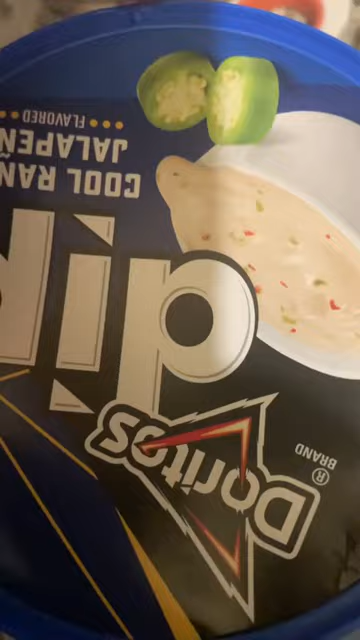 Doritos
® BRAND
dip
COOL RAN
JALAPEÑ
FLAVORED